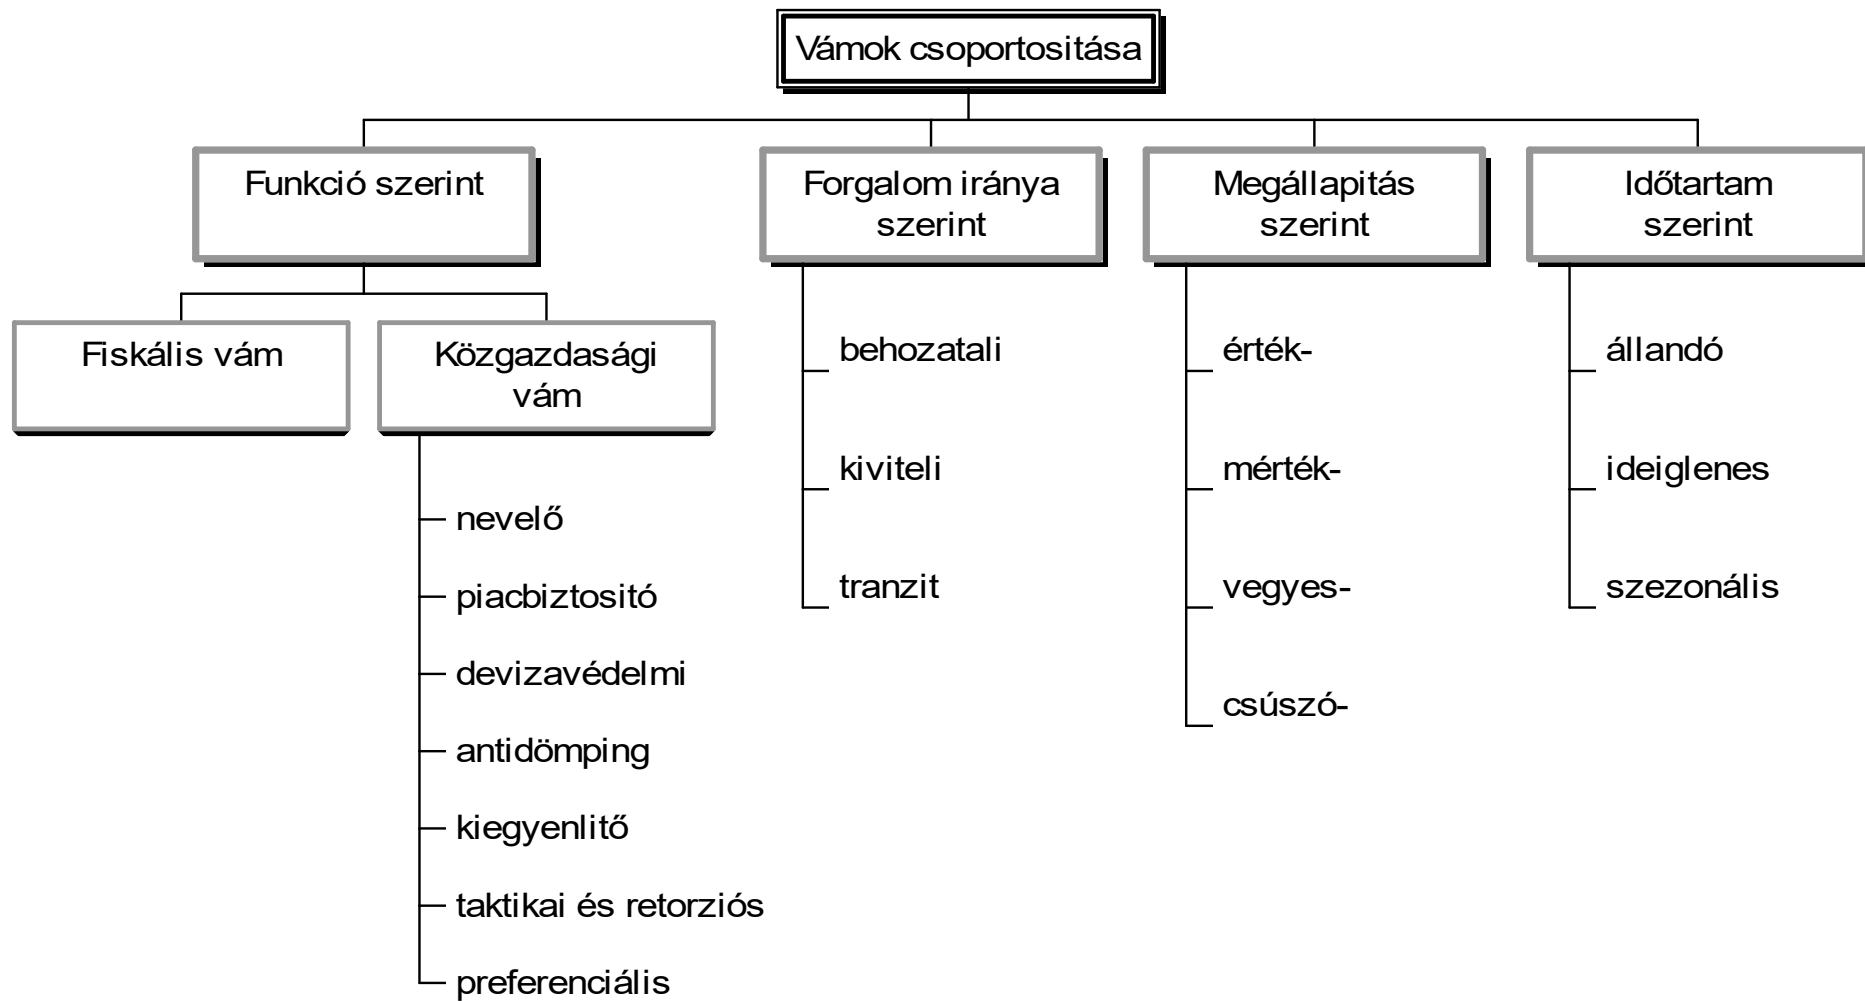 Vámok csoportositása
Funkció szerint
Fiskális vám
Közgazdasági
vám
nevelő
piacbiztositó
devizavédelmi
antidömping
kiegyenlitő
taktikai és retorziós
preferenciális
Forgalom iránya
szerint
behozatali
kiviteli
tranzit
Megállapitás
szerint
érték-
mérték-
vegyes-
csúszó-
Időtartam
szerint
állandó
ideiglenes
szezonális